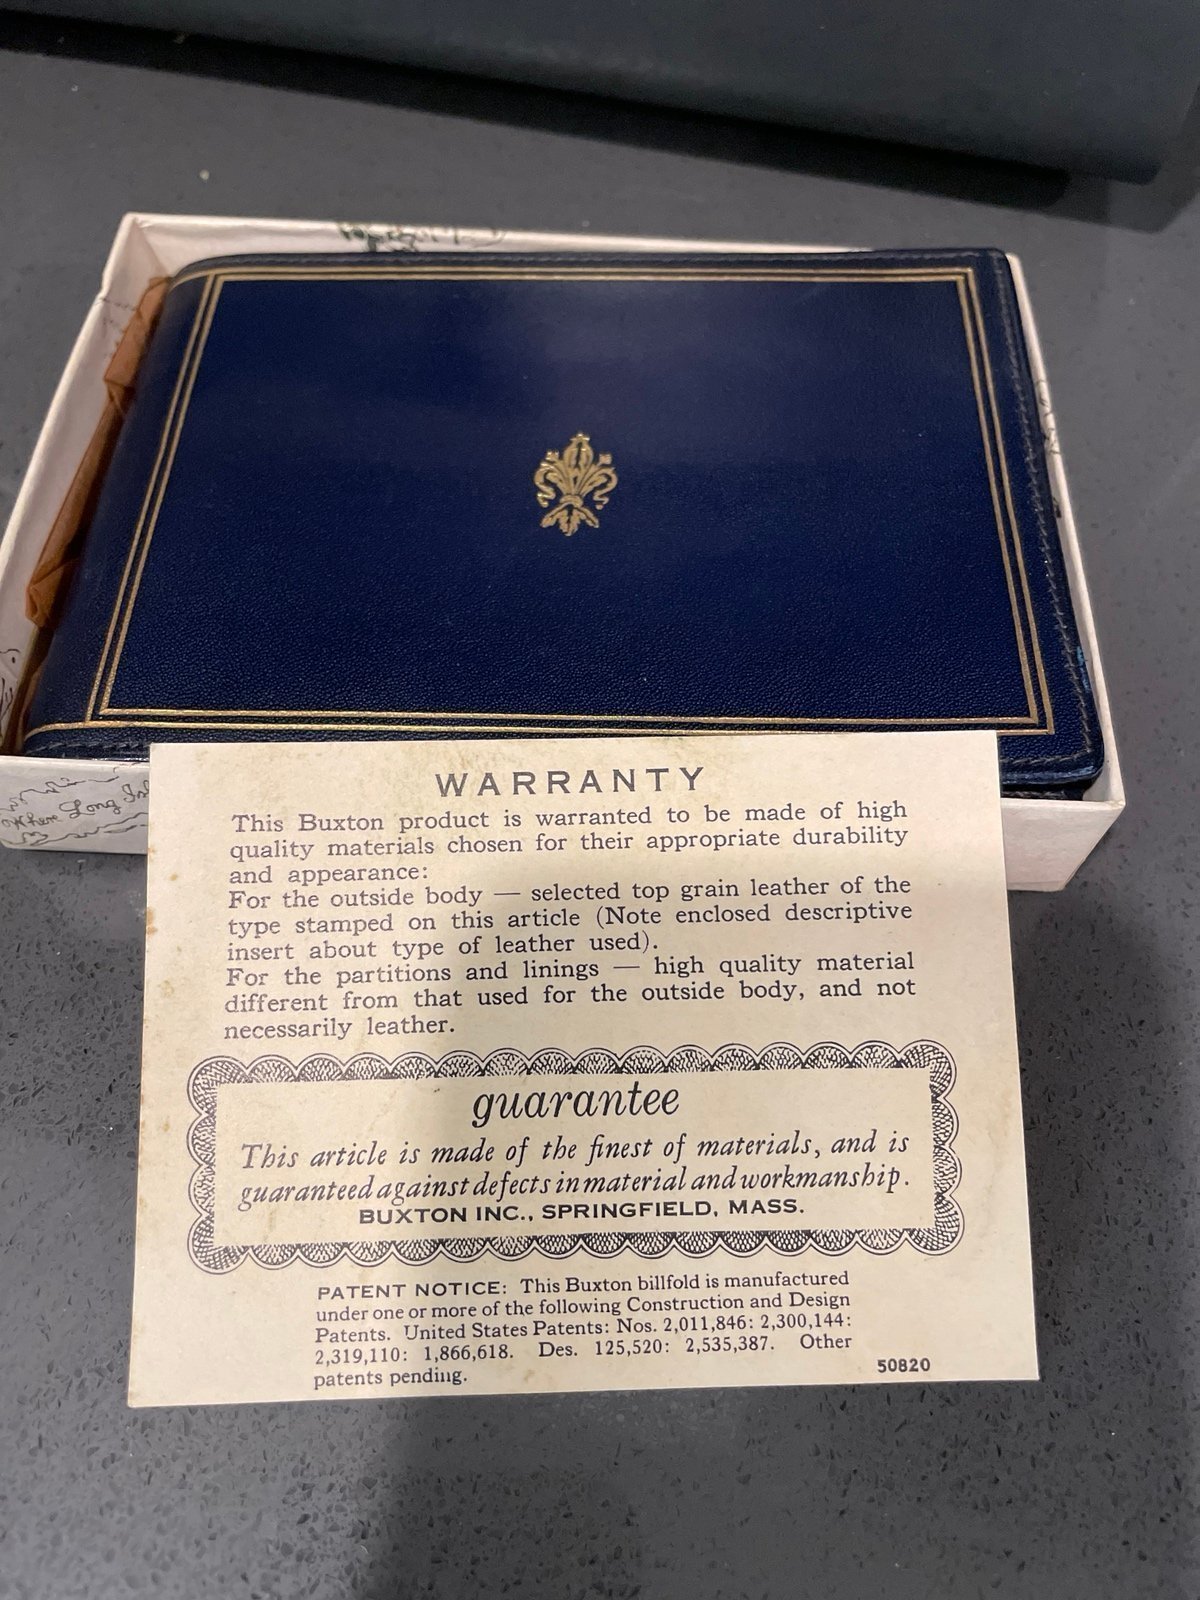 Where Long
WARRANTY
This Buxton product is warranted to be made of high
quality materials chosen for their appropriate durability
and appearance:
For the outside body — selected top grain leather of the
type stamped on this article (Note enclosed descriptive
insert about type of leather used).
For the partitions and linings — high quality material
different from that used for the outside body, and not
necessarily leather.
guarantee
This article is made of the finest of materials, and is
guaranteed against defects in material and workmanship.
BUXTON INC., SPRINGFIELD, MASS.
PATENT NOTICE: This Buxton billfold is manufactured
under one or more of the following Construction and Design
Patents. United States Patents: Nos. 2,011,846: 2,300,144:
2,319,110: 1,866,618. Des. 125,520: 2,535,387. Other
patents pending.
50820